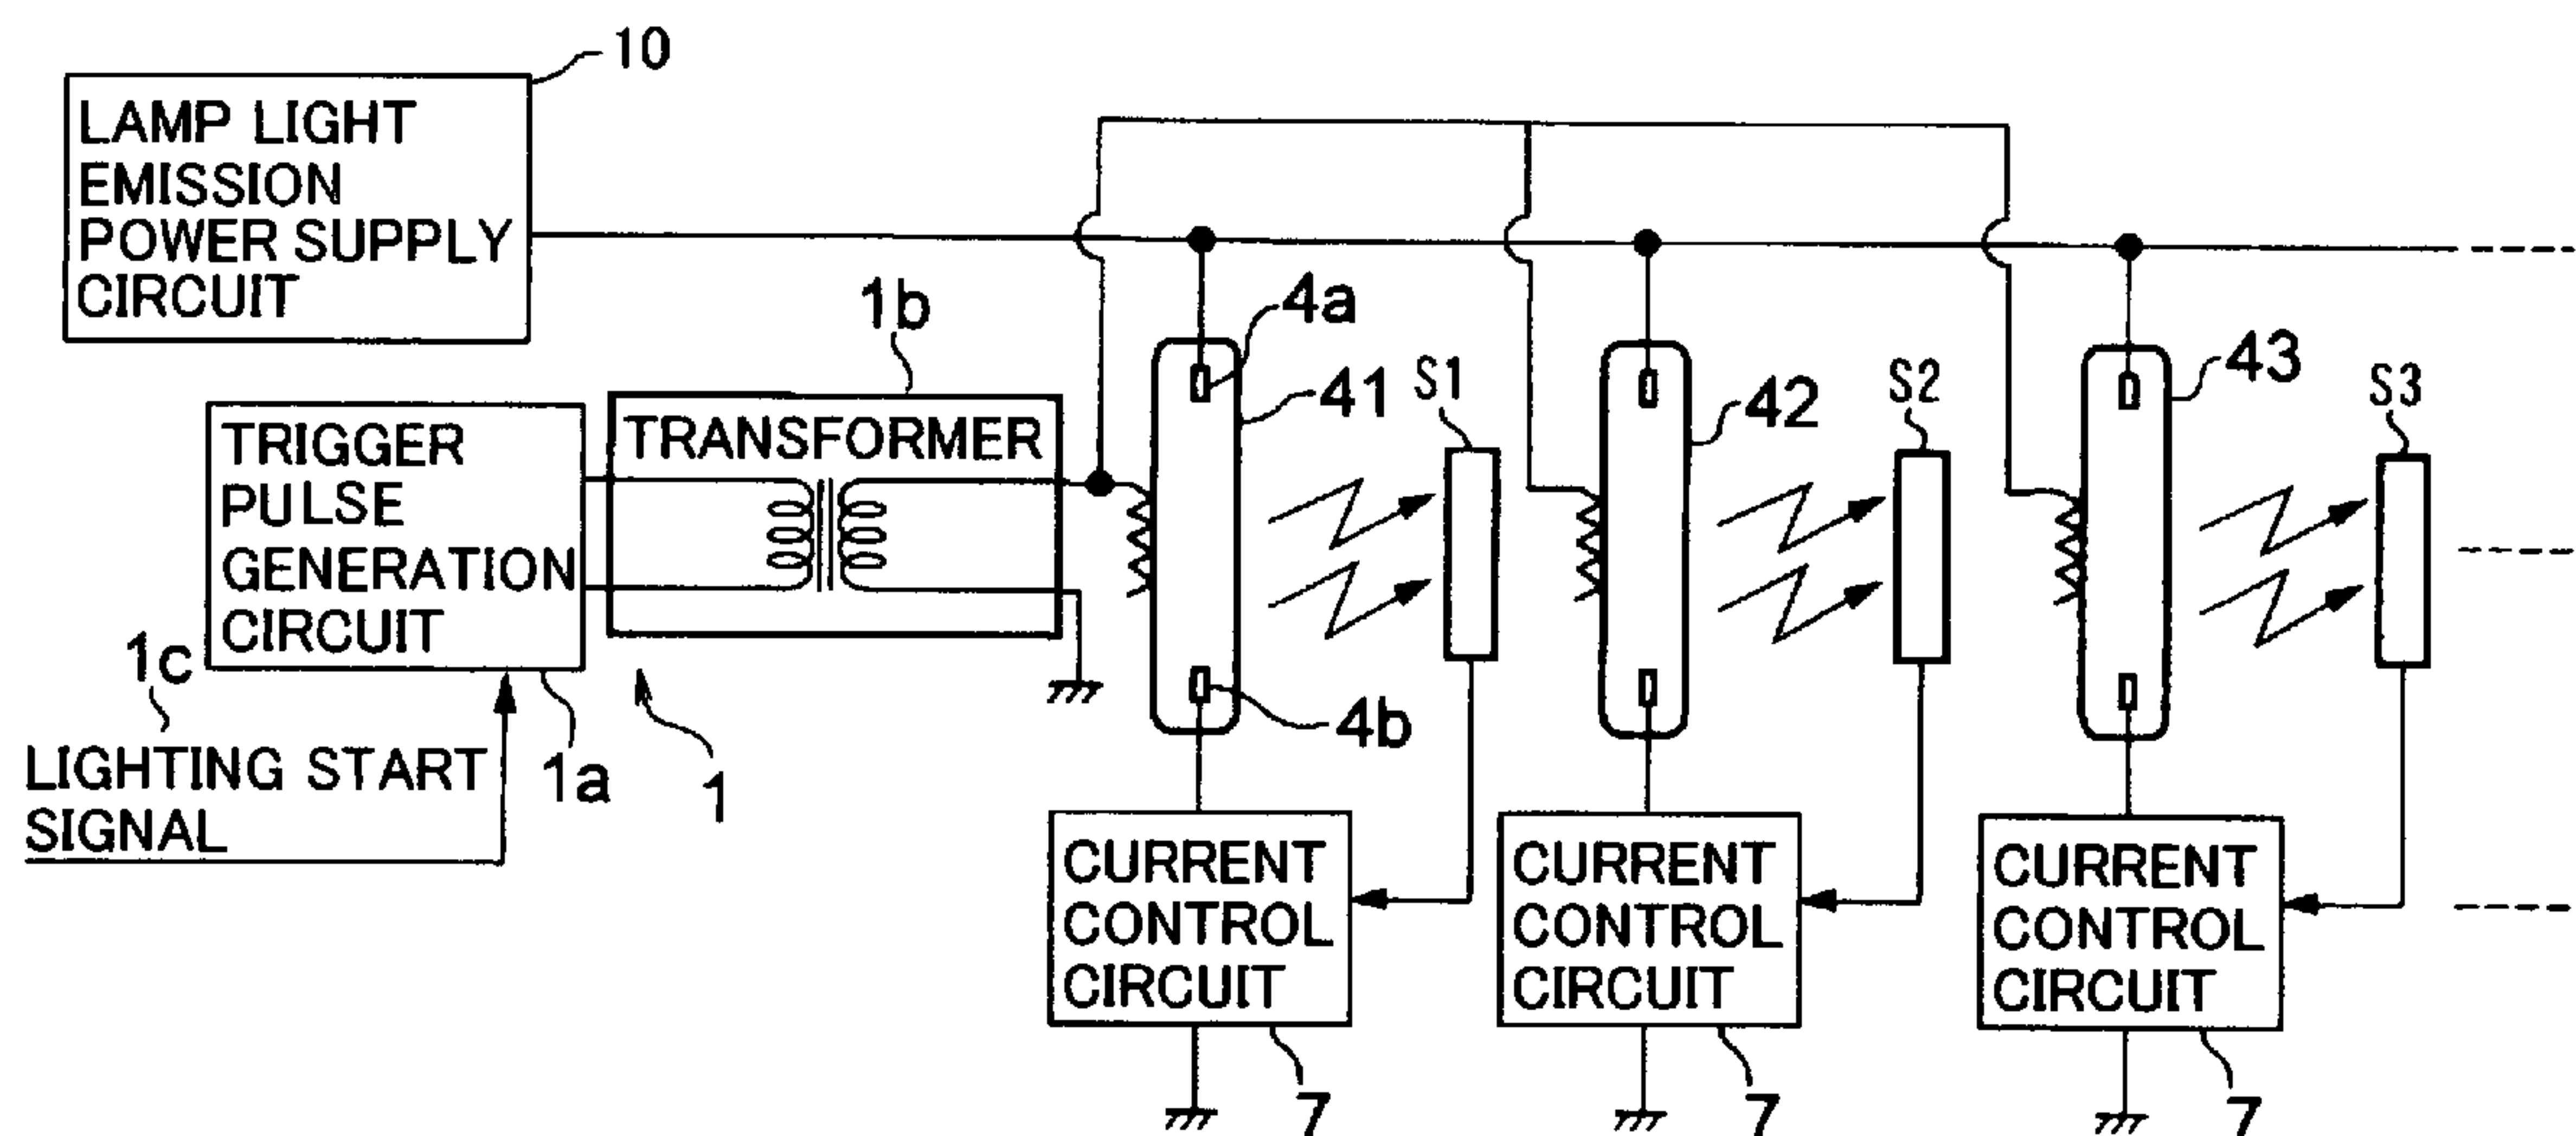 10
LAMP LIGHT
EMISSION
POWER SUPPLY
CIRCUIT
1b
TRANSFORMER
TRIGGER
PULSE
GENERATION
CIRCUIT
1c
LIGHTING START
SIGNAL
1a
1
4a
41
4b
S1
42
S2
43
S3
CURRENT
CONTROL
CIRCUIT
7
CURRENT
CONTROL
CIRCUIT
7
CURRENT
CONTROL
CIRCUIT
7